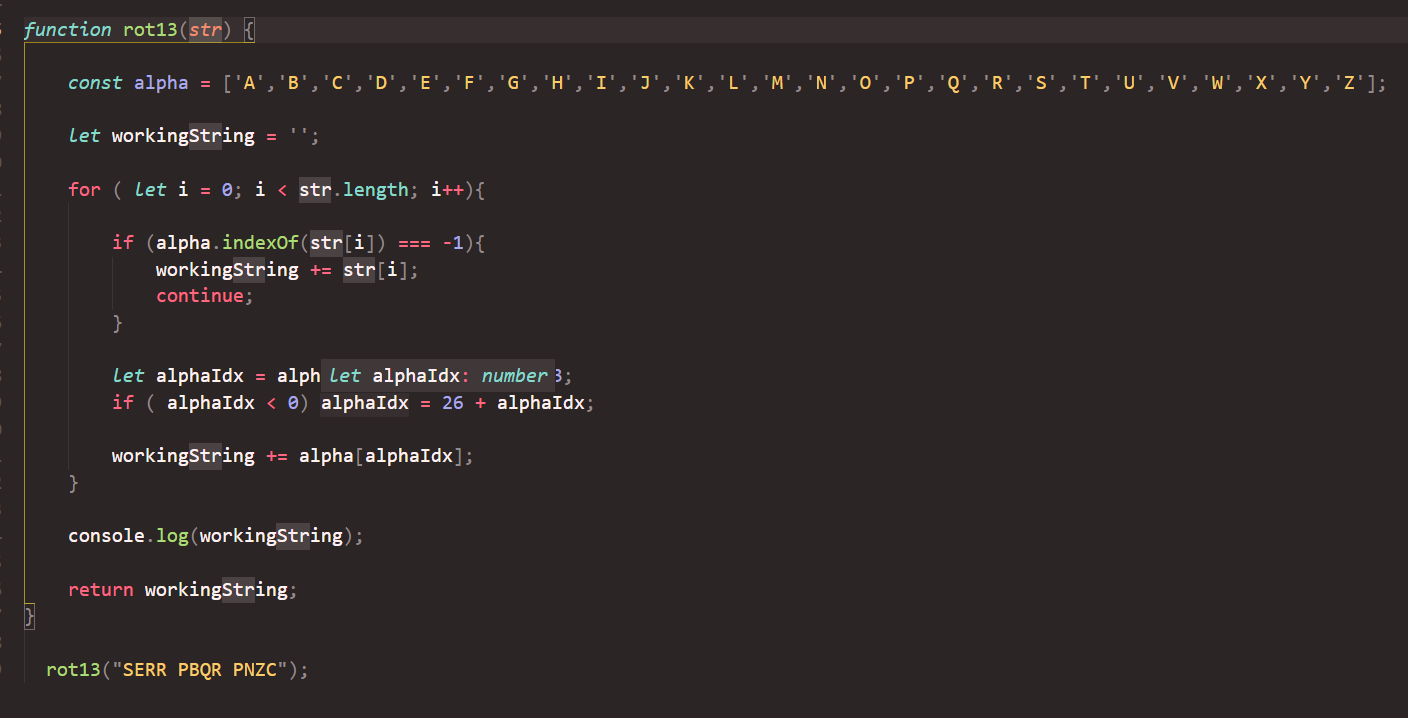 function rot13(str) {
const alpha = ['A','B','C','D','E','F','G','H','I','J','K','L','M','N','O','P','Q','R','S','T','U','V','W','X','Y','Z'];
let workingString = '';
for ( let i = 0; i < str.length; i++){
if (alpha.indexOf(str[i]) === -1){
workingString += str[i];
continue;
}
let alphaIdx = alph let alphaIdx: number 3;
if ( alphaIdx < 0) alphaIdx = 26 + alphaIdx;
workingString += alpha[alphaIdx];
}
console.log(workingString);
return workingString;
}
rot13("SERR PBQR PNZC");